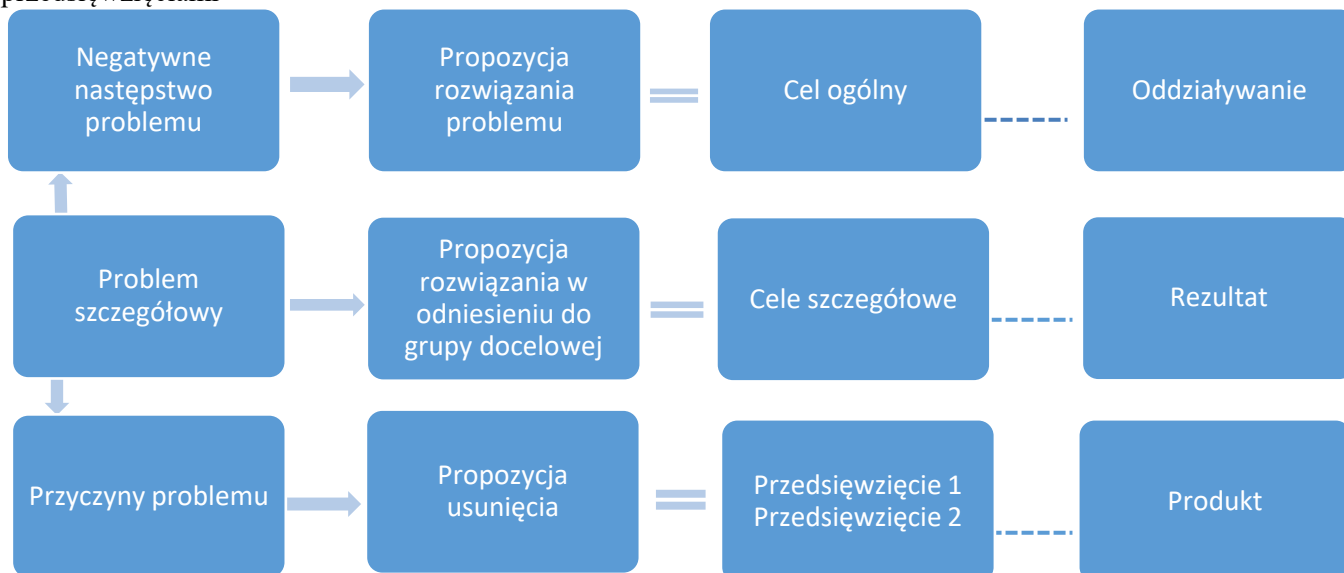 przedsięwzięciami
Negatywne
następstwo
problemu
Propozycja
rozwiązania
problemu
Cel ogólny
Oddziaływanie
Problem
szczegółowy
Propozycja
rozwiązania w
odniesieniu do
grupy docelowej
Cele szczegółowe
Rezultat
Przyczyny problemu
Propozycja
usunięcia
Przedsięwzięcie 1
Przedsięwzięcie 2
Produkt